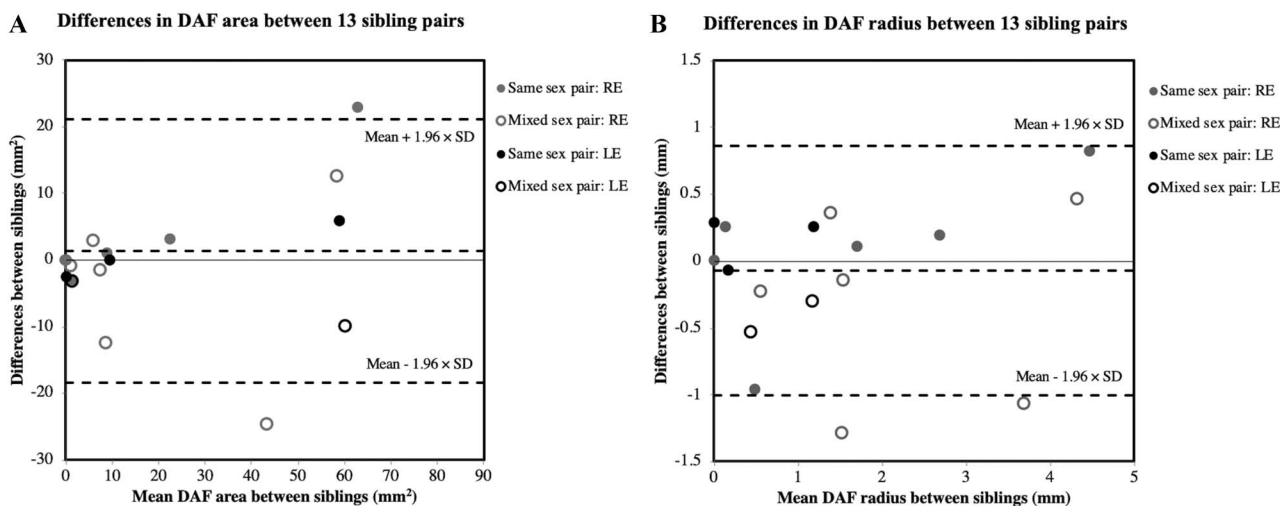 A
Differences in DAF area between 13 sibling pairs
Differences between siblings (mm²)
30
20
10
0
-10
-20
-30
Mean + 1.96 × SD
Mean - 1.96 × SD
0 10 20 30 40 50 60 70 80 90
Mean DAF area between siblings (mm²)
Same sex pair: RE
Mixed sex pair: RE
Same sex pair: LE
Mixed sex pair: LE
B
Differences in DAF radius between 13 sibling pairs
Differences between siblings (mm)
1.5
1
0.5
0
-0.5
-1
-1.5
Mean + 1.96 × SD
Mean - 1.96 × SD
0 1 2 3 4 5
Mean DAF radius between siblings (mm)
Same sex pair: RE
Mixed sex pair: RE
Same sex pair: LE
Mixed sex pair: LE